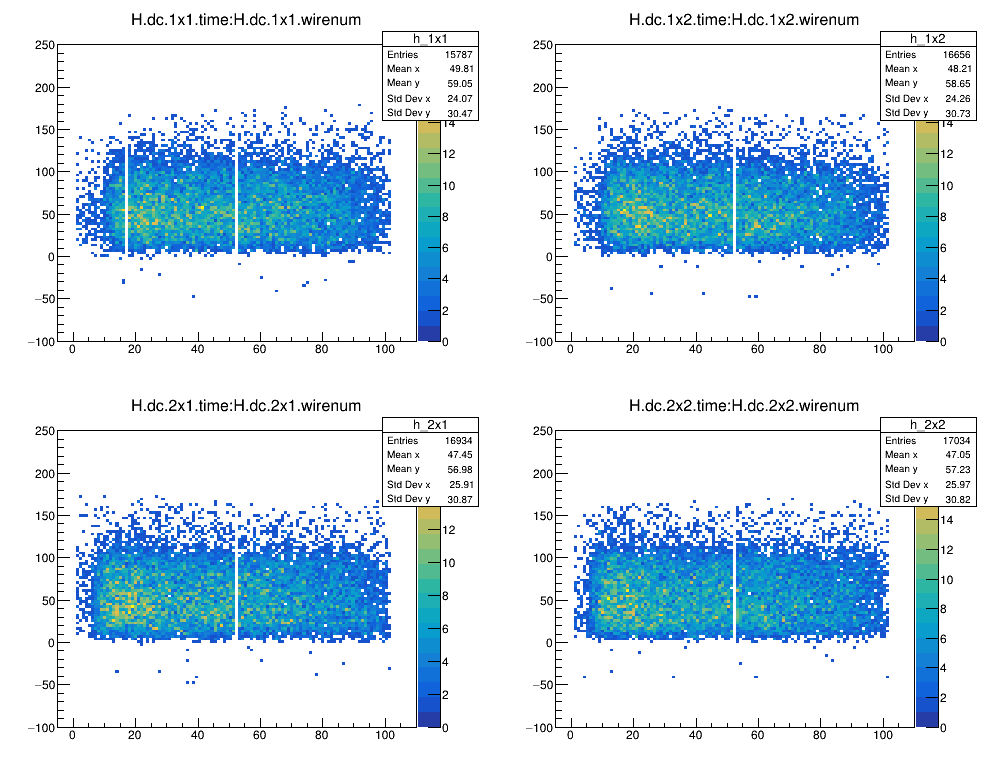 H.dc.1x1.time:H.dc.1x1.wirenum
h_1x1
Entries 15787
Mean x 49.81
Mean y 59.05
Std Dev x 24.07
Std Dev y 30.47
250
200
150
100
50
0
−50
−100
0 20 40 60 80 100
14
12
10
8
6
4
2
0
H.dc.1x2.time:H.dc.1x2.wirenum
h_1x2
Entries 16656
Mean x 48.21
Mean y 58.65
Std Dev x 24.26
Std Dev y 30.73
250
200
150
100
50
0
−50
−100
0 20 40 60 80 100
14
12
10
8
6
4
2
0
H.dc.2x1.time:H.dc.2x1.wirenum
h_2x1
Entries 16934
Mean x 47.45
Mean y 56.98
Std Dev x 25.91
Std Dev y 30.87
250
200
150
100
50
0
−50
−100
0 20 40 60 80 100
12
10
8
6
4
2
0
H.dc.2x2.time:H.dc.2x2.wirenum
h_2x2
Entries 17034
Mean x 47.05
Mean y 57.23
Std Dev x 25.97
Std Dev y 30.82
250
200
150
100
50
0
−50
−100
0 20 40 60 80 100
14
12
10
8
6
4
2
0